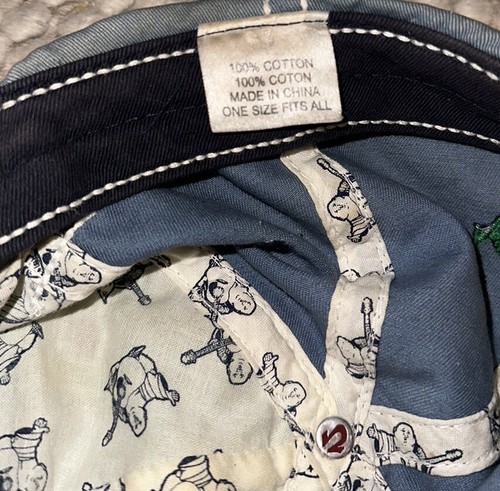 100% COTTON
100% COTON
MADE IN CHINA
ONE SIZE FITS ALL